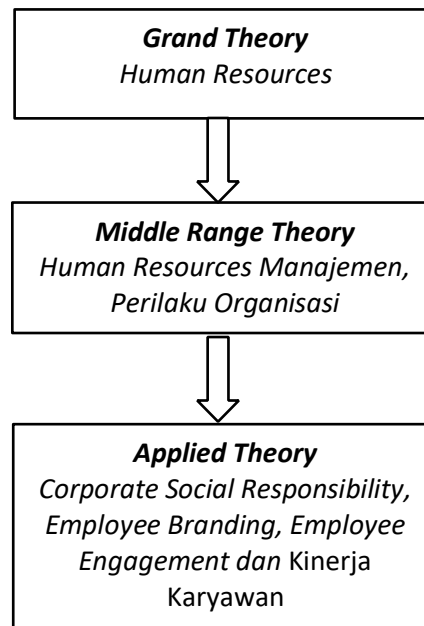 Grand Theory
Human Resources
Middle Range Theory
Human Resources Manajemen,
Perilaku Organisasi
Applied Theory
Corporate Social Responsibility,
Employee Branding, Employee
Engagement dan Kinerja
Karyawan